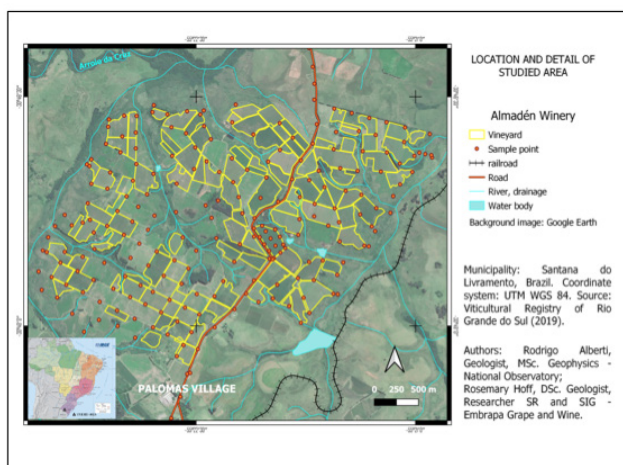 Arroio da Cruz
PALOMAS VILLAGE
0 250 500 m
LOCATION AND DETAIL OF
STUDIED AREA
Almadén Winery
Vineyard
Sample point
railroad
Road
River, drainage
Water body
Background image: Google Earth
Municipality: Santana do
Livramento, Brazil. Coordinate
system: UTM WGS 84. Source:
Viticultural Registry of Rio
Grande do Sul (2019).
Authors: Rodrigo Alberti,
Geologist, MSc. Geophysics -
National Observatory;
Rosemary Hoff, DSc. Geologist,
Researcher SR and SIG -
Embrapa Grape and Wine.